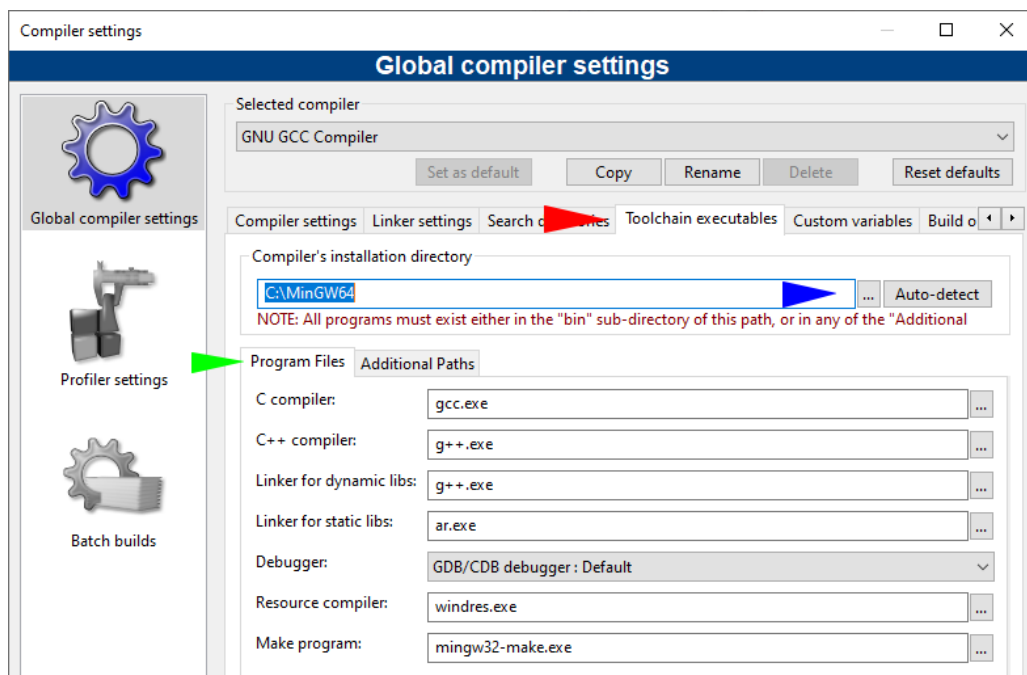 Compiler settings
Global compiler settings
Global compiler settings
Profiler settings
Batch builds
Selected compiler
GNU GCC Compiler
Set as default Copy Rename Delete Reset defaults
Compiler settings Linker settings Search Toolchain executables Custom variables Build
Compiler's installation directory
C:\MinGW64 ... Auto-detect
NOTE: All programs must exist either in the "bin" sub-directory of this path, or in any of the "Additional
Program Files Additional Paths
C compiler: gcc.exe ...
C++ compiler: g++.exe ...
Linker for dynamic libs: g++.exe ...
Linker for static libs: ar.exe ...
Debugger: GDB/CDB debugger : Default
Resource compiler: windres.exe ...
Make program: mingw32-make.exe ...